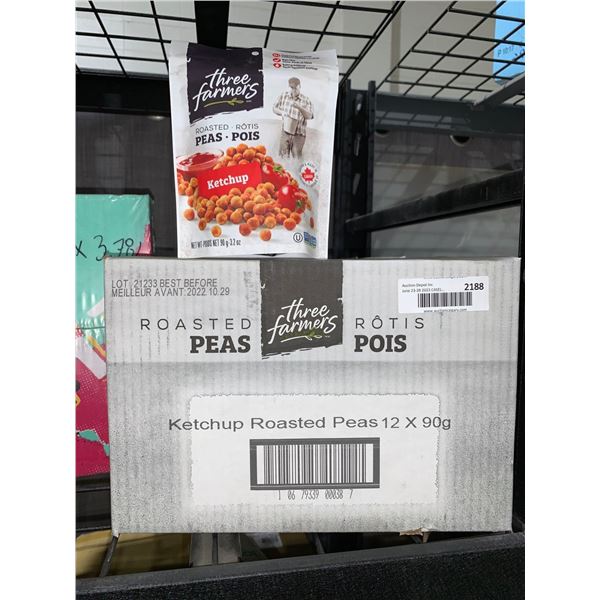 three
farmers
ROASTED · RÔTIS
PEAS · POIS
Ketchup
NET WT/POIDS NET 90 g·3.2 oz
X 3.78
LOT: 21233 BEST BEFORE
MEILLEUR AVANT: 2022.10.29
Auction Depot Inc.
2188
ROASTED
PEAS
three
farmers
RÔTIS
POIS
Ketchup Roasted Peas 12 X 90g
1 06 79339 00038 7